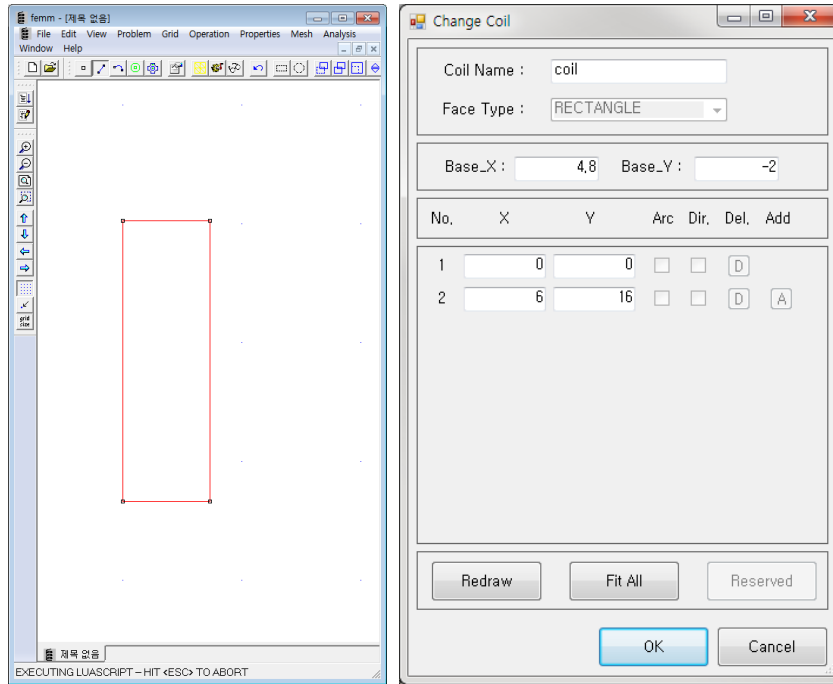 femm - [제목 없음]
File Edit View Problem Grid Operation Properties Mesh Analysis
Window Help
grid
size
제목 없음
EXECUTING LUASCRIPT - HIT <ESC> TO ABORT
Change Coil
Coil Name : coil
Face Type : RECTANGLE
Base_X : 4.8 Base_Y : -2
No. X Y Arc Dir. Del. Add
1 0 0 D
2 6 16 D A
Redraw Fit All Reserved
OK Cancel